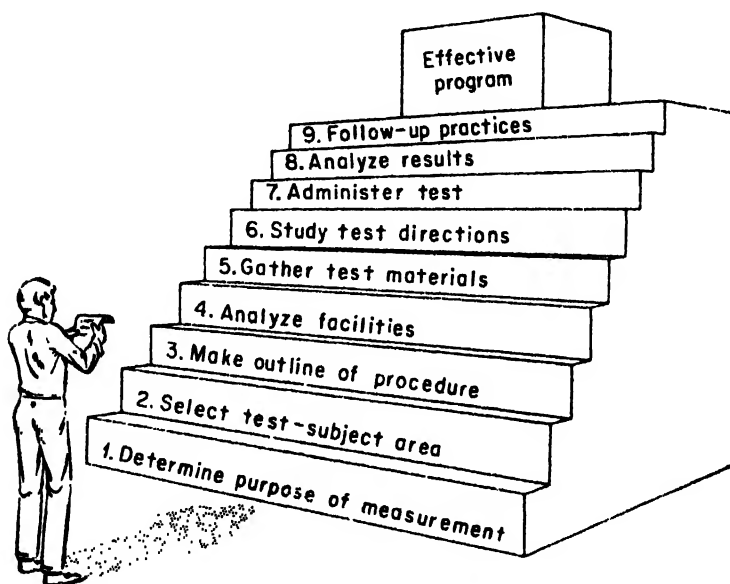 Effective
program
9. Follow-up practices
8. Analyze results
7. Administer test
6. Study test directions
5. Gather test materials
4. Analyze facilities
3. Make outline of procedure
2. Select test-subject area
1. Determine purpose of measurement